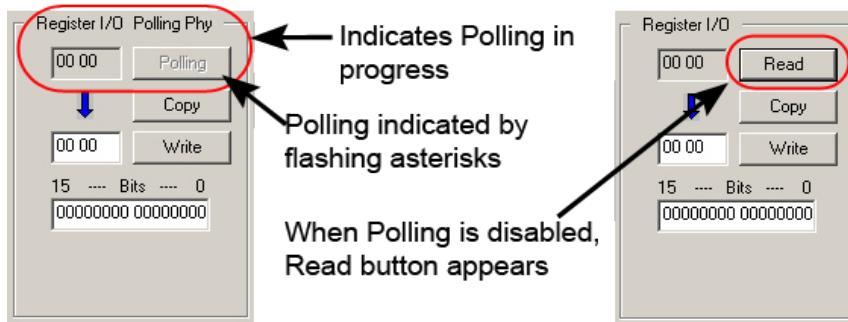 Register I/O Polling Phy
00 00 Polling
Copy
00 00 Write
15 ---- Bits ---- 0
00000000 00000000
Indicates Polling in
progress
Polling indicated by
flashing asterisks
When Polling is disabled,
Read button appears
Register I/O
00 00 Read
Copy
00 00 Write
15 ---- Bits ---- 0
00000000 00000000